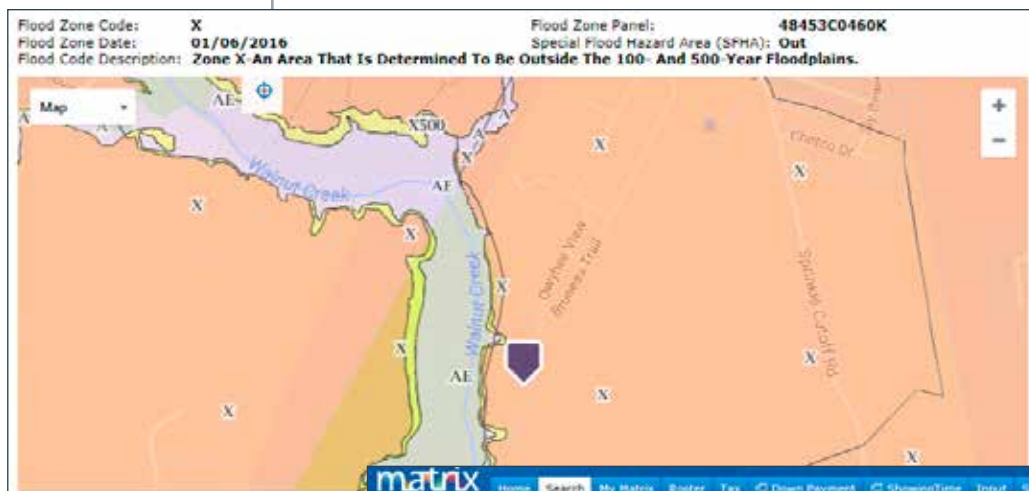 Flood Zone Code: X Flood Zone Panel: 48453C0460K
Flood Zone Date: 01/06/2016 Special Flood Hazard Area (SFHA): Out
Flood Code Description: Zone X-An Area That Is Determined To Be Outside The 100- And 500-Year Floodplains.
Map
AE
+
X500
A
A
−
X
X
Chetco Dr
X
Walnut Creek
AE
X
X
Owyhee View
Bruneau Trail
X
Walnut Creek
Sprinkle Cutoff Rd
X
X
AE
X
X
X
matrix Home Search My Matrix Roster Tax Down Payment ShowingTime Input